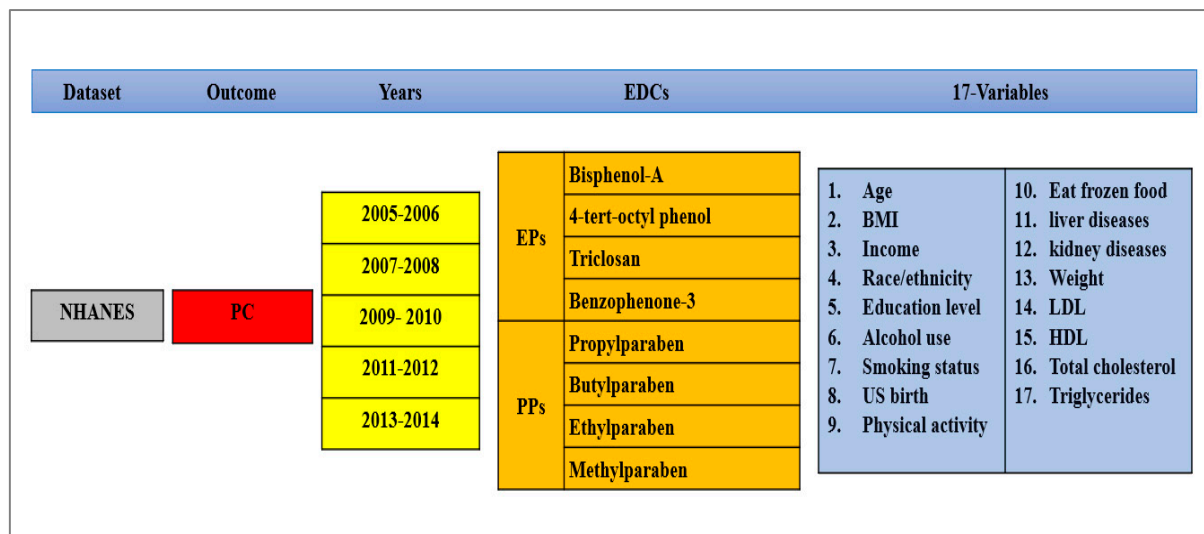 Dataset
Outcome
Years
EDCs
17-Variables
NHANES
PC
2005-2006
2007-2008
2009- 2010
2011-2012
2013-2014
EPs
Bisphenol-A
4-tert-octyl phenol
Triclosan
Benzophenone-3
PPs
Propylparaben
Butylparaben
Ethylparaben
Methylparaben
1. Age
2. BMI
3. Income
4. Race/ethnicity
5. Education level
6. Alcohol use
7. Smoking status
8. US birth
9. Physical activity
10. Eat frozen food
11. liver diseases
12. kidney diseases
13. Weight
14. LDL
15. HDL
16. Total cholesterol
17. Triglycerides